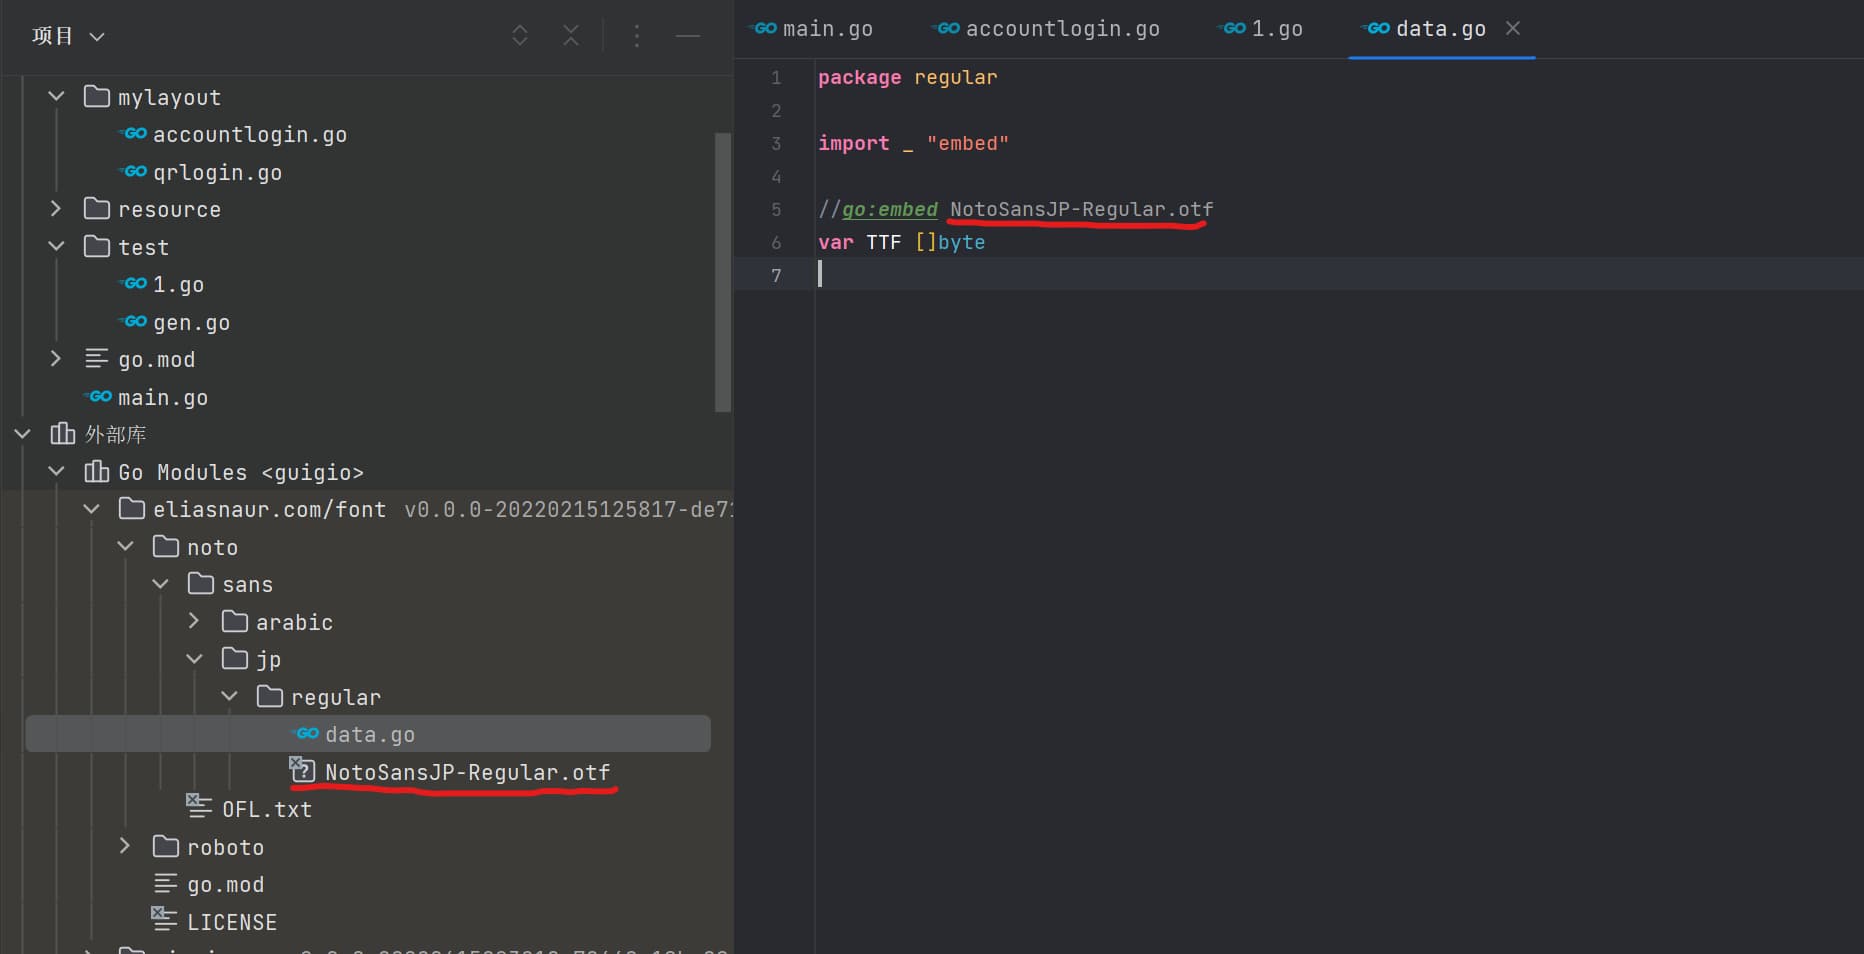 项目
mylayout
accountlogin.go
qrlogin.go
resource
test
1.go
gen.go
go.mod
main.go
外部库
Go Modules <guigio>
eliasnaur.com/font v0.0.0-20220215125817-de71
noto
sans
arabic
jp
regular
data.go
NotoSansJP-Regular.otf
OFL.txt
roboto
go.mod
LICENSE
main.go accountlogin.go 1.go data.go
1 package regular
2
3 import _ "embed"
4
5 //go:embed NotoSansJP-Regular.otf
6 var TTF []byte
7